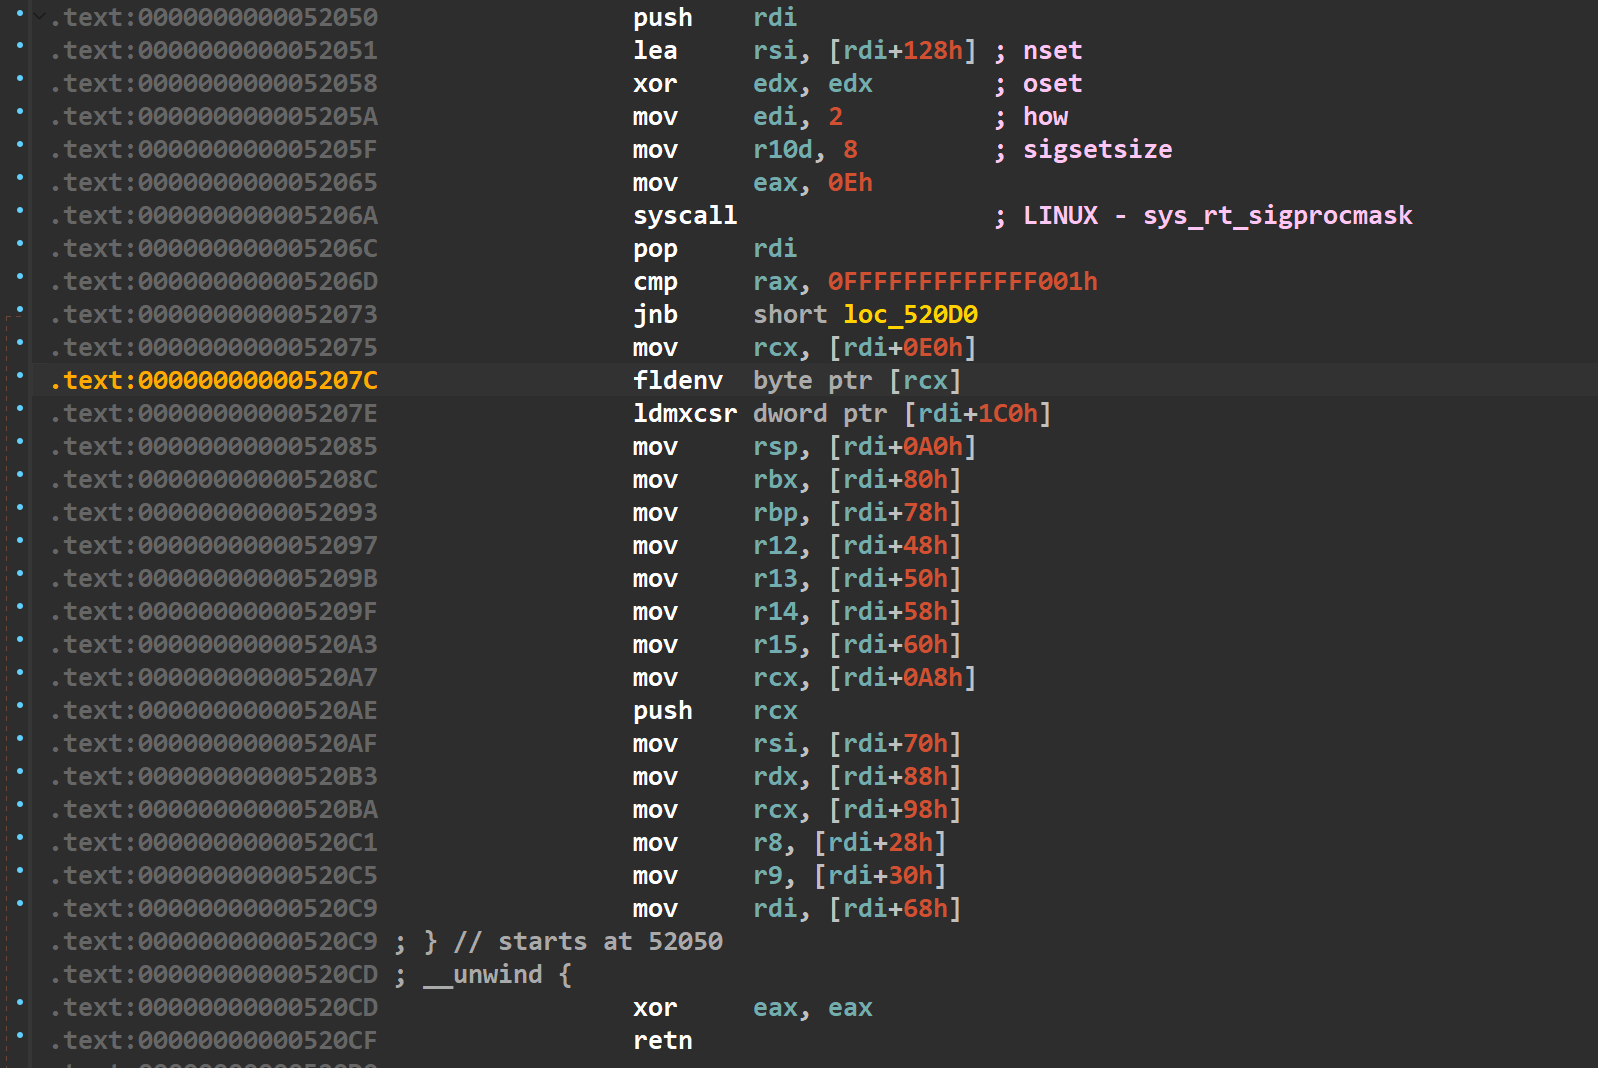 .text:0000000000052050 push rdi
.text:0000000000052051 lea rsi, [rdi+128h] ; nset
.text:0000000000052058 xor edx, edx ; oset
.text:000000000005205A mov edi, 2 ; how
.text:000000000005205F mov r10d, 8 ; sigsetsize
.text:0000000000052065 mov eax, 0Eh
.text:000000000005206A syscall ; LINUX - sys_rt_sigprocmask
.text:000000000005206C pop rdi
.text:000000000005206D cmp rax, 0FFFFFFFFFFFFF001h
.text:0000000000052073 jnb short loc_520D0
.text:0000000000052075 mov rcx, [rdi+0E0h]
.text:000000000005207C fldenv byte ptr [rcx]
.text:000000000005207E ldmxcsr dword ptr [rdi+1C0h]
.text:0000000000052085 mov rsp, [rdi+0A0h]
.text:000000000005208C mov rbx, [rdi+80h]
.text:0000000000052093 mov rbp, [rdi+78h]
.text:0000000000052097 mov r12, [rdi+48h]
.text:000000000005209B mov r13, [rdi+50h]
.text:000000000005209F mov r14, [rdi+58h]
.text:00000000000520A3 mov r15, [rdi+60h]
.text:00000000000520A7 mov rcx, [rdi+0A8h]
.text:00000000000520AE push rcx
.text:00000000000520AF mov rsi, [rdi+70h]
.text:00000000000520B3 mov rdx, [rdi+88h]
.text:00000000000520BA mov rcx, [rdi+98h]
.text:00000000000520C1 mov r8, [rdi+28h]
.text:00000000000520C5 mov r9, [rdi+30h]
.text:00000000000520C9 mov rdi, [rdi+68h]
.text:00000000000520C9 ; } // starts at 52050
.text:00000000000520CD ; __unwind {
.text:00000000000520CD xor eax, eax
.text:00000000000520CF retn